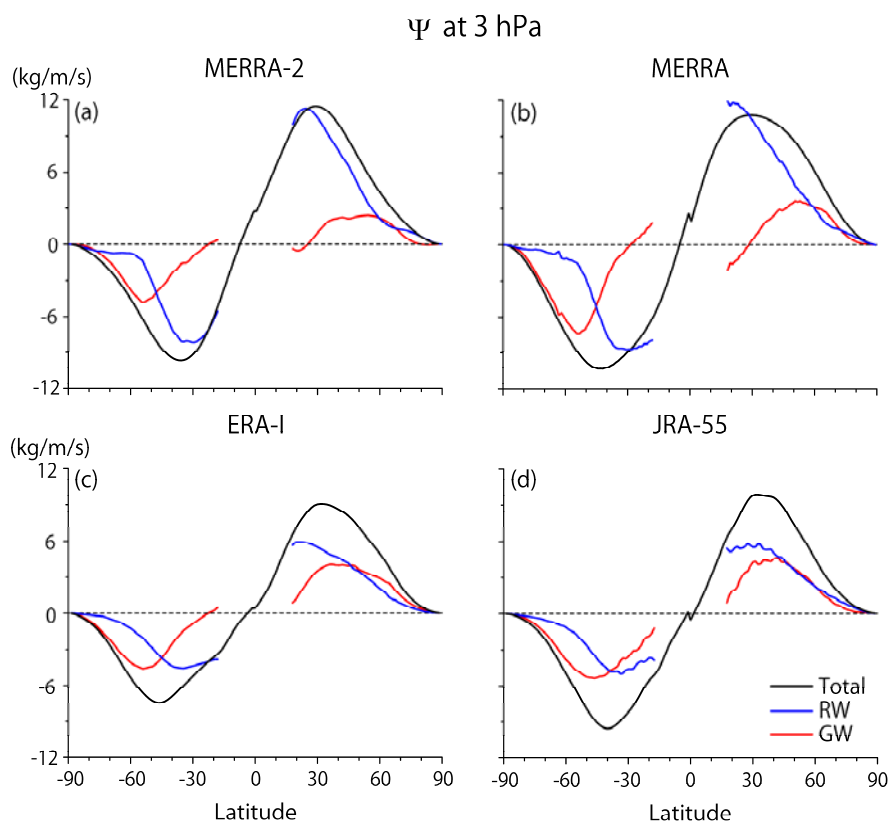 Ψ at 3 hPa
MERRA-2
MERRA
(kg/m/s)
12
6
0
-6
-12
(a)
(b)
ERA-I
JRA-55
(kg/m/s)
12
6
0
-6
-12
(c)
(d)
Total
RW
GW
-90 -60 -30 0 30 60 90
-90 -60 -30 0 30 60 90
Latitude
Latitude